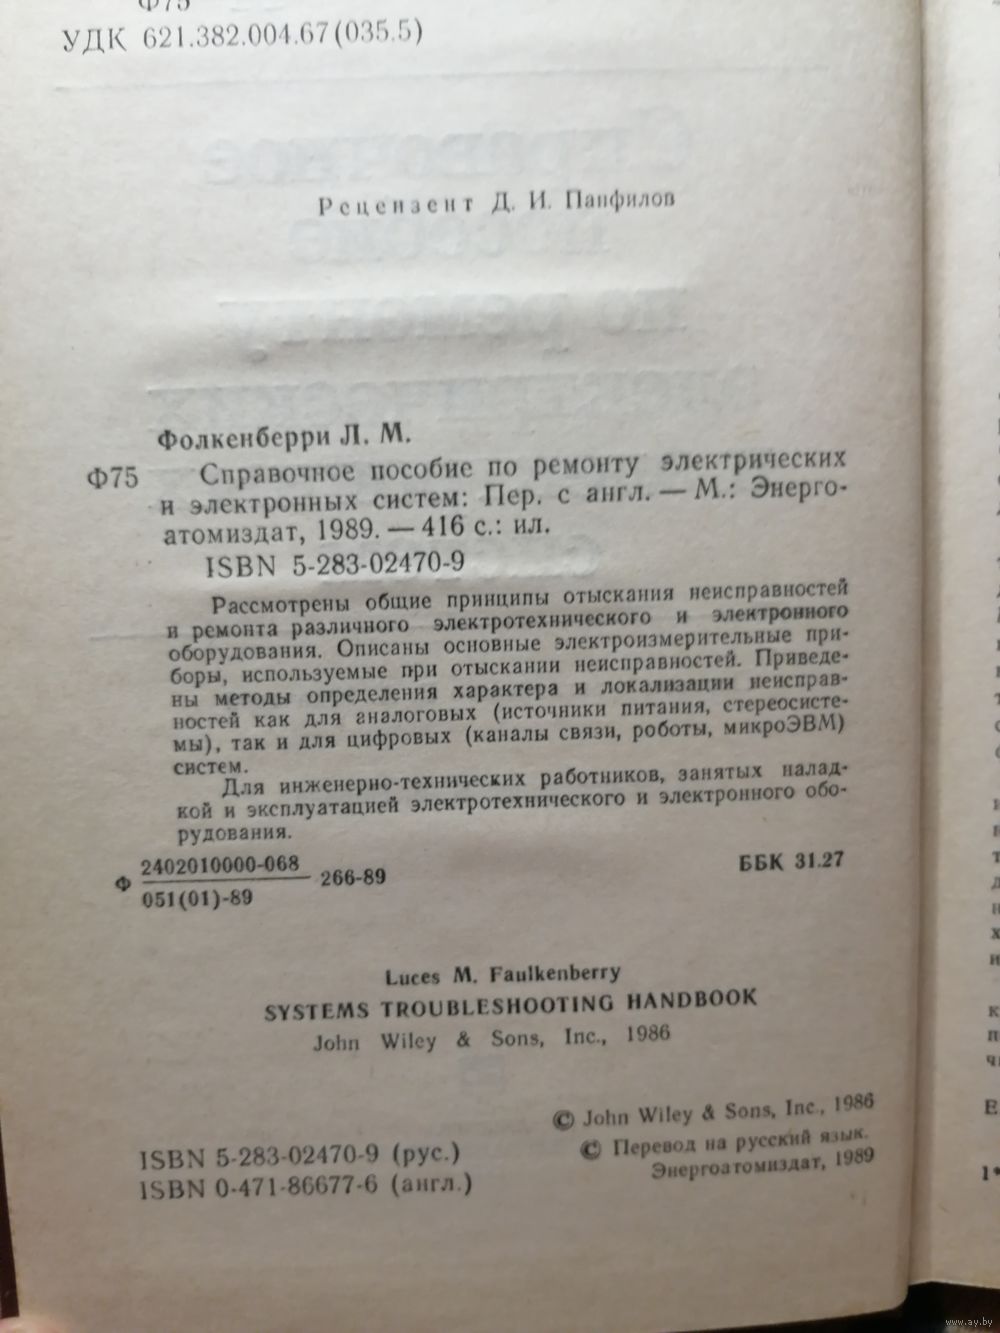 Ф75
УДК 621.382.004.67(035.5)
Рецензент Д. И. Панфилов
Фолкенберри Л. М.
Ф75 Справочное пособие по ремонту электрических
и электронных систем: Пер. с англ. — М.: Энерго-
атомиздат, 1989. — 416 с.: ил.
ISBN 5-283-02470-9
Рассмотрены общие принципы отыскания неисправностей
и ремонта различного электротехнического и электронного
оборудования. Описаны основные электроизмерительные при-
боры, используемые при отыскании неисправностей. Приведе-
ны методы определения характера и локализации неисправ-
ностей как для аналоговых (источники питания, стереосисте-
мы), так и для цифровых (каналы связи, роботы, микроЭВМ)
систем.
Для инженерно-технических работников, занятых налад-
кой и эксплуатацией электротехнического и электронного обо-
рудования.
Ф 2402010000-068 266-89 ББК 31.27
051(01)-89
Luces M. Faulkenberry
SYSTEMS TROUBLESHOOTING HANDBOOK
John Wiley & Sons, Inc., 1986
© John Wiley & Sons, Inc., 1986
© Перевод на русский язык.
Энергоатомиздат, 1989
ISBN 5-283-02470-9 (рус.)
ISBN 0-471-86677-6 (англ.)
www.ay.by